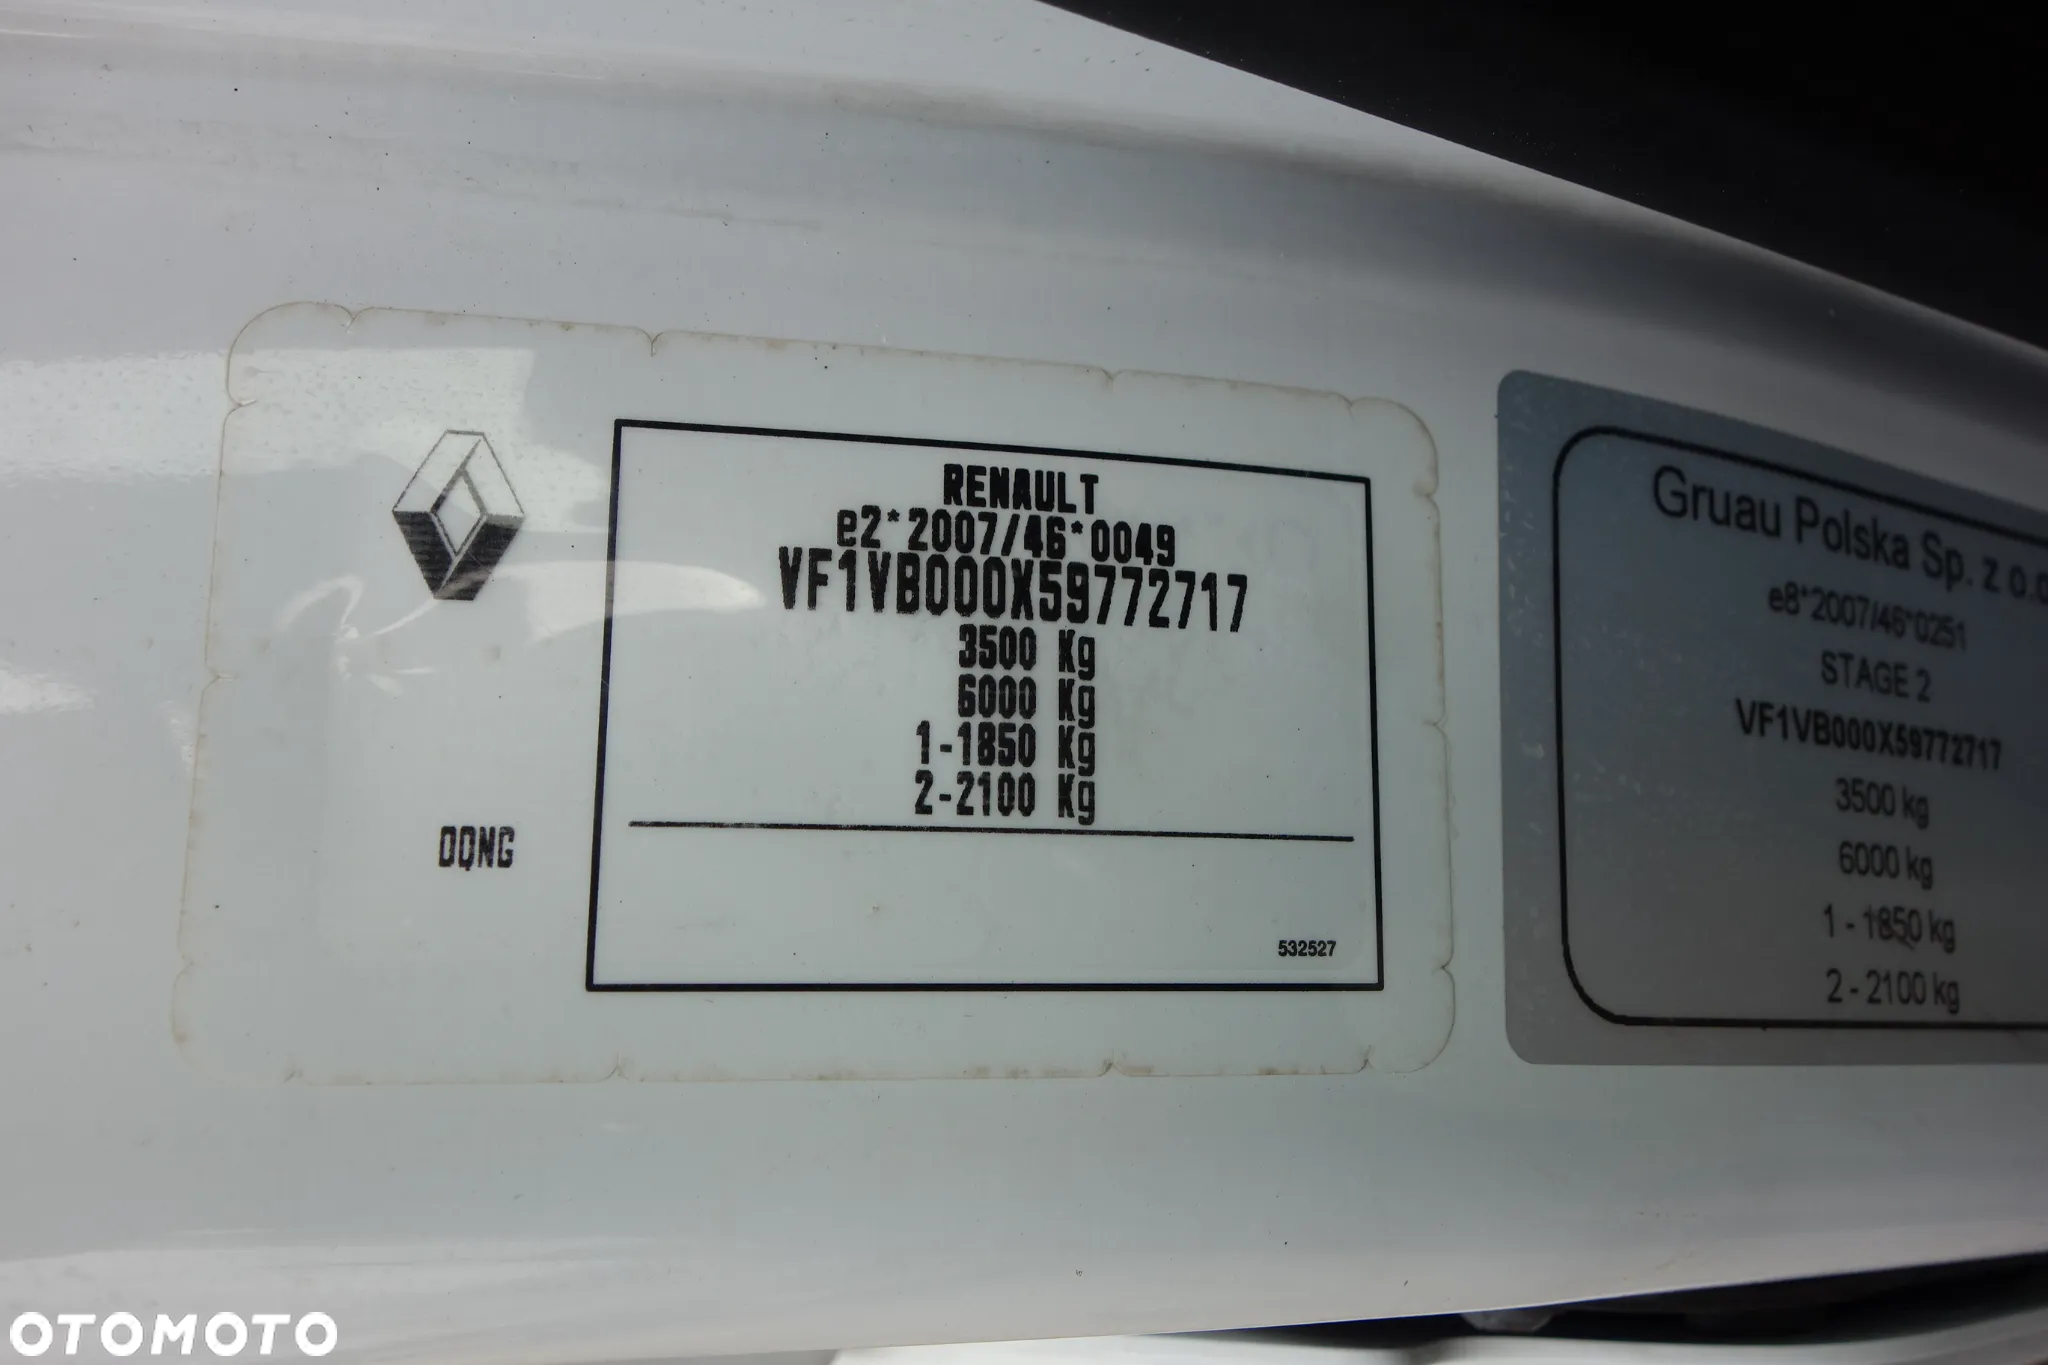 RENAULT
e2*2007/46*0049
VF1VB000X59772717
3500 Kg
6000 Kg
1-1850 Kg
2-2100 Kg
DQNG
532527
Gruau Polska Sp. z o.o
e8*2007/46*0251
STAGE 2
VF1VB000X59772717
3500 kg
6000 kg
1 - 1850 kg
2 - 2100 kg
OTOMOTO